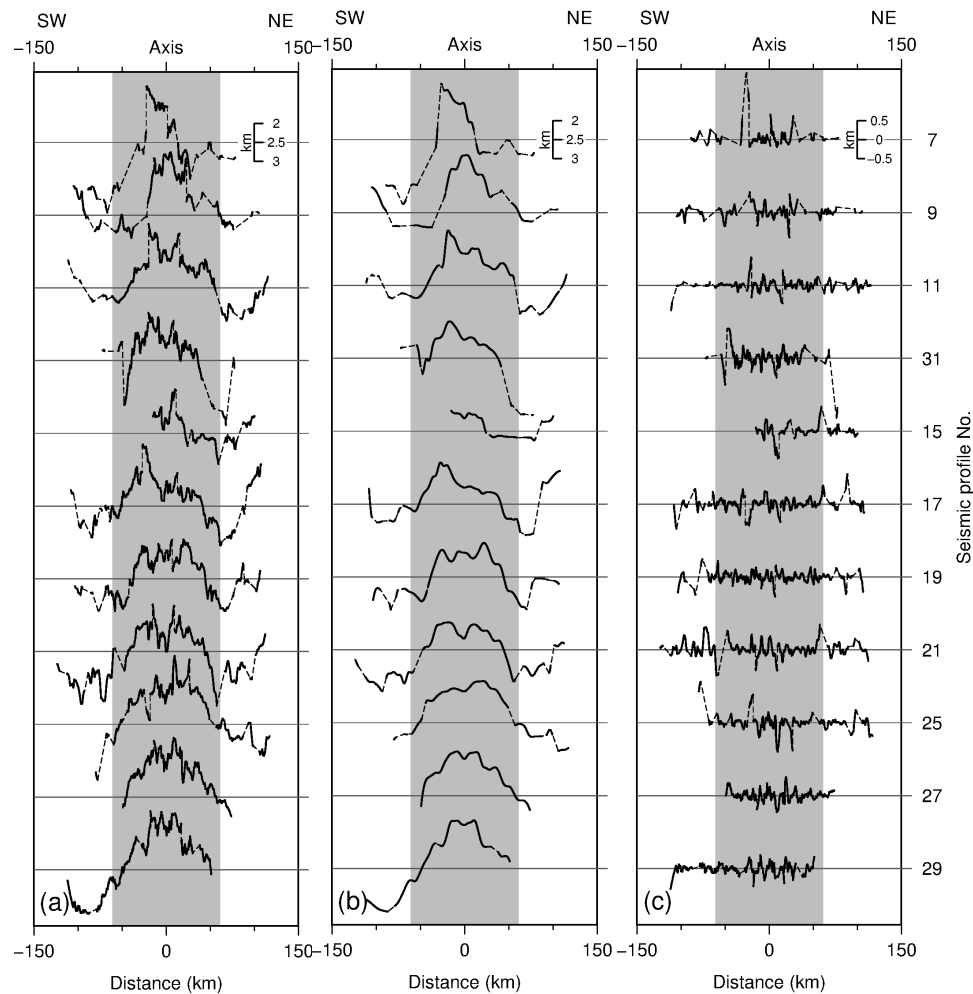 SW NE SW NE SW NE
−150 Axis 150 −150 Axis 150 −150 Axis 150
2
2.5
3
km
2
2.5
3
km
0.5
0
−0.5
km
7
9
11
31
15
17
19
21
25
27
29
Seismic profile No.
(a) (b) (c)
−150 0 150 −150 0 150 −150 0 150
Distance (km) Distance (km) Distance (km)